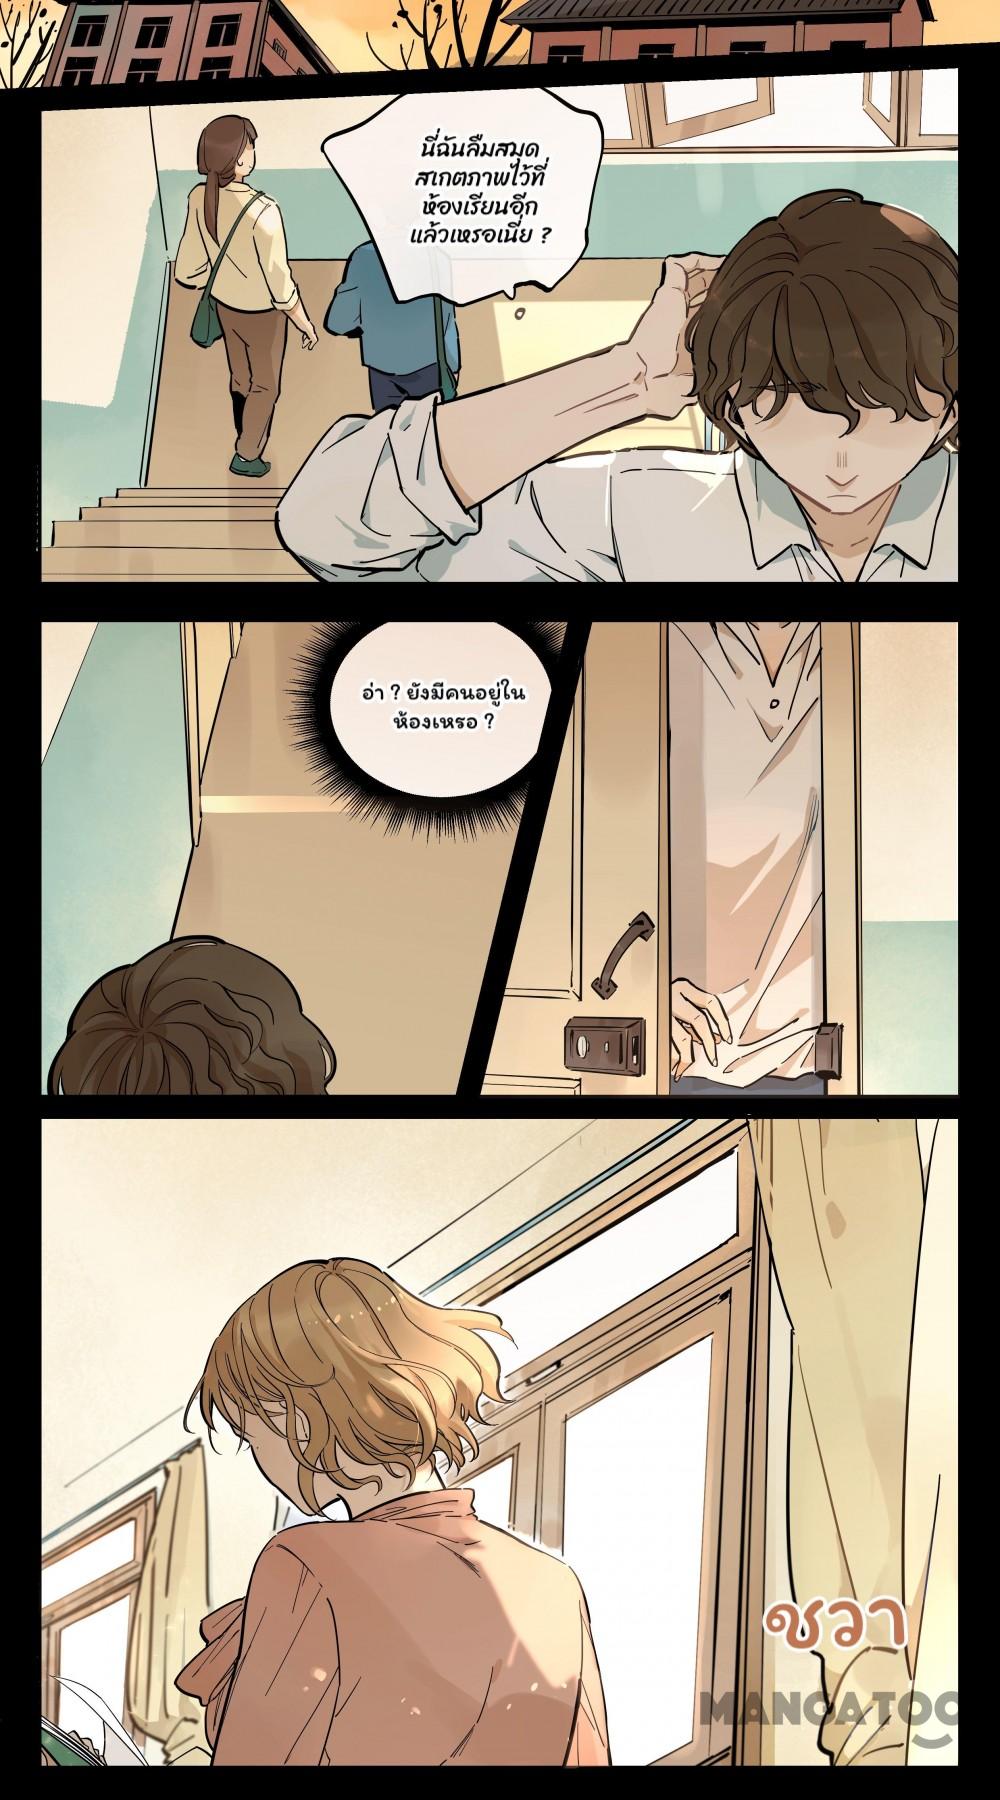 นี่ฉันลืมสมุด
สเกตภาพไว้ที่
ห้องเรียนอีก
แล้วเหรอเนี่ย ?
อ่า ? ยังมีคนอยู่ใน
ห้องเหรอ ?
ชวา
MANGATOO